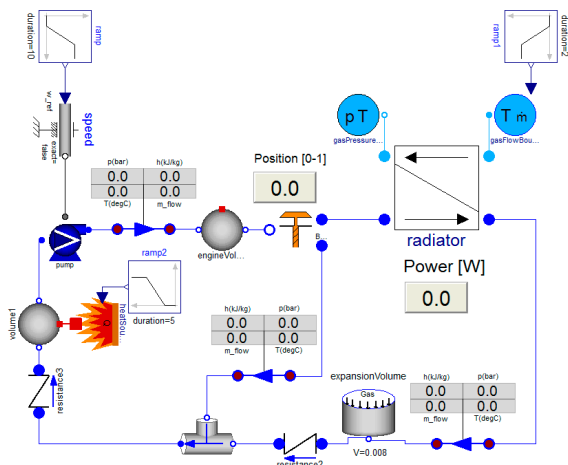 duration=10
ramp
ramp1
duration=2
w_ref
speed
exact=
false
p T
T ṁ
gasPressure...
gasFlowBou...
p(bar)
h(kJ/kg)
0.0
0.0
0.0
0.0
T(degC)
m_flow
Position [0-1]
0.0
pump
engineVol...
B
radiator
ramp2
Power [W]
0.0
duration=5
volume1
heatSou
h(kJ/kg)
p(bar)
0.0
0.0
0.0
0.0
m_flow
T(degC)
resistance3
expansionVolume
Gas
h(kJ/kg)
p(bar)
0.0
0.0
0.0
0.0
m_flow
T(degC)
V=0.008
resistance2